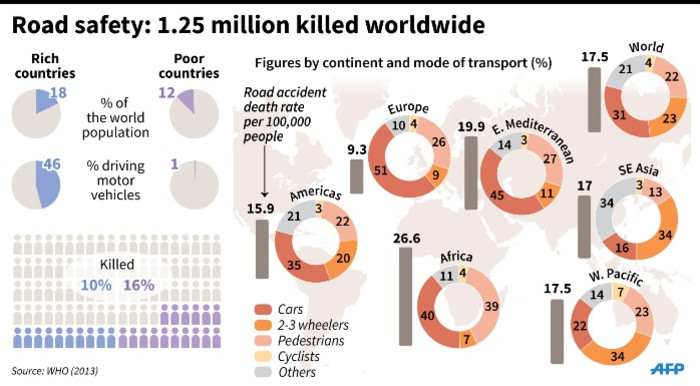 Road safety: 1.25 million killed worldwide
Rich
countries
Poor
countries
18
12
% of
the world
population
46
1
% driving
motor
vehicles
Killed
10% 16%
Source: WHO (2013)
Figures by continent and mode of transport (%)
Road accident
death rate
per 100,000
people
Americas
15.9
3
22
20
35
21
Europe
9.3
4
26
9
51
10
E. Mediterranean
19.9
3
27
11
45
14
World
17.5
4
22
23
31
21
SE Asia
17
3
13
34
16
34
Africa
26.6
4
39
7
40
11
W. Pacific
17.5
7
23
34
22
14
Cars
2-3 wheelers
Pedestrians
Cyclists
Others
AFP